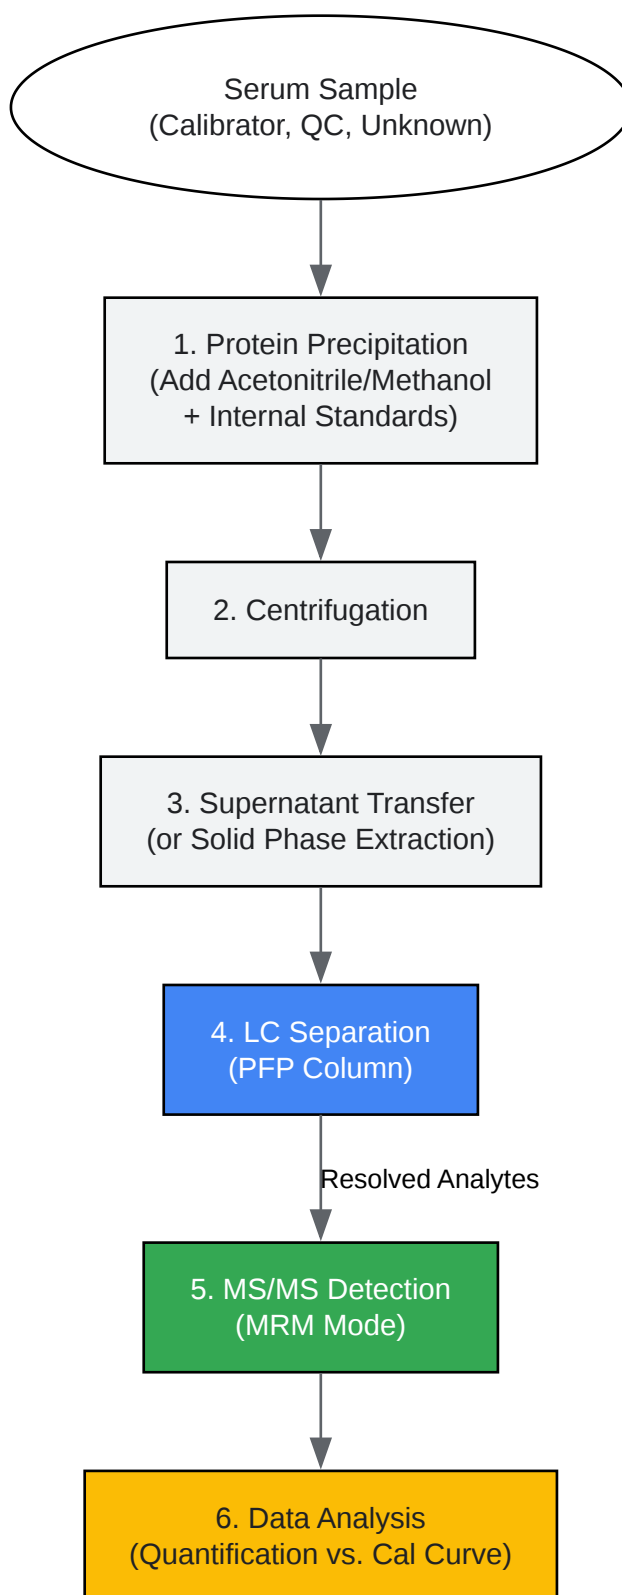 Serum Sample
(Calibrator, QC, Unknown)
1. Protein Precipitation
(Add Acetonitrile/Methanol
+ Internal Standards)
2. Centrifugation
3. Supernatant Transfer
(or Solid Phase Extraction)
4. LC Separation
(PFP Column)
Resolved Analytes
5. MS/MS Detection
(MRM Mode)
6. Data Analysis
(Quantification vs. Cal Curve)